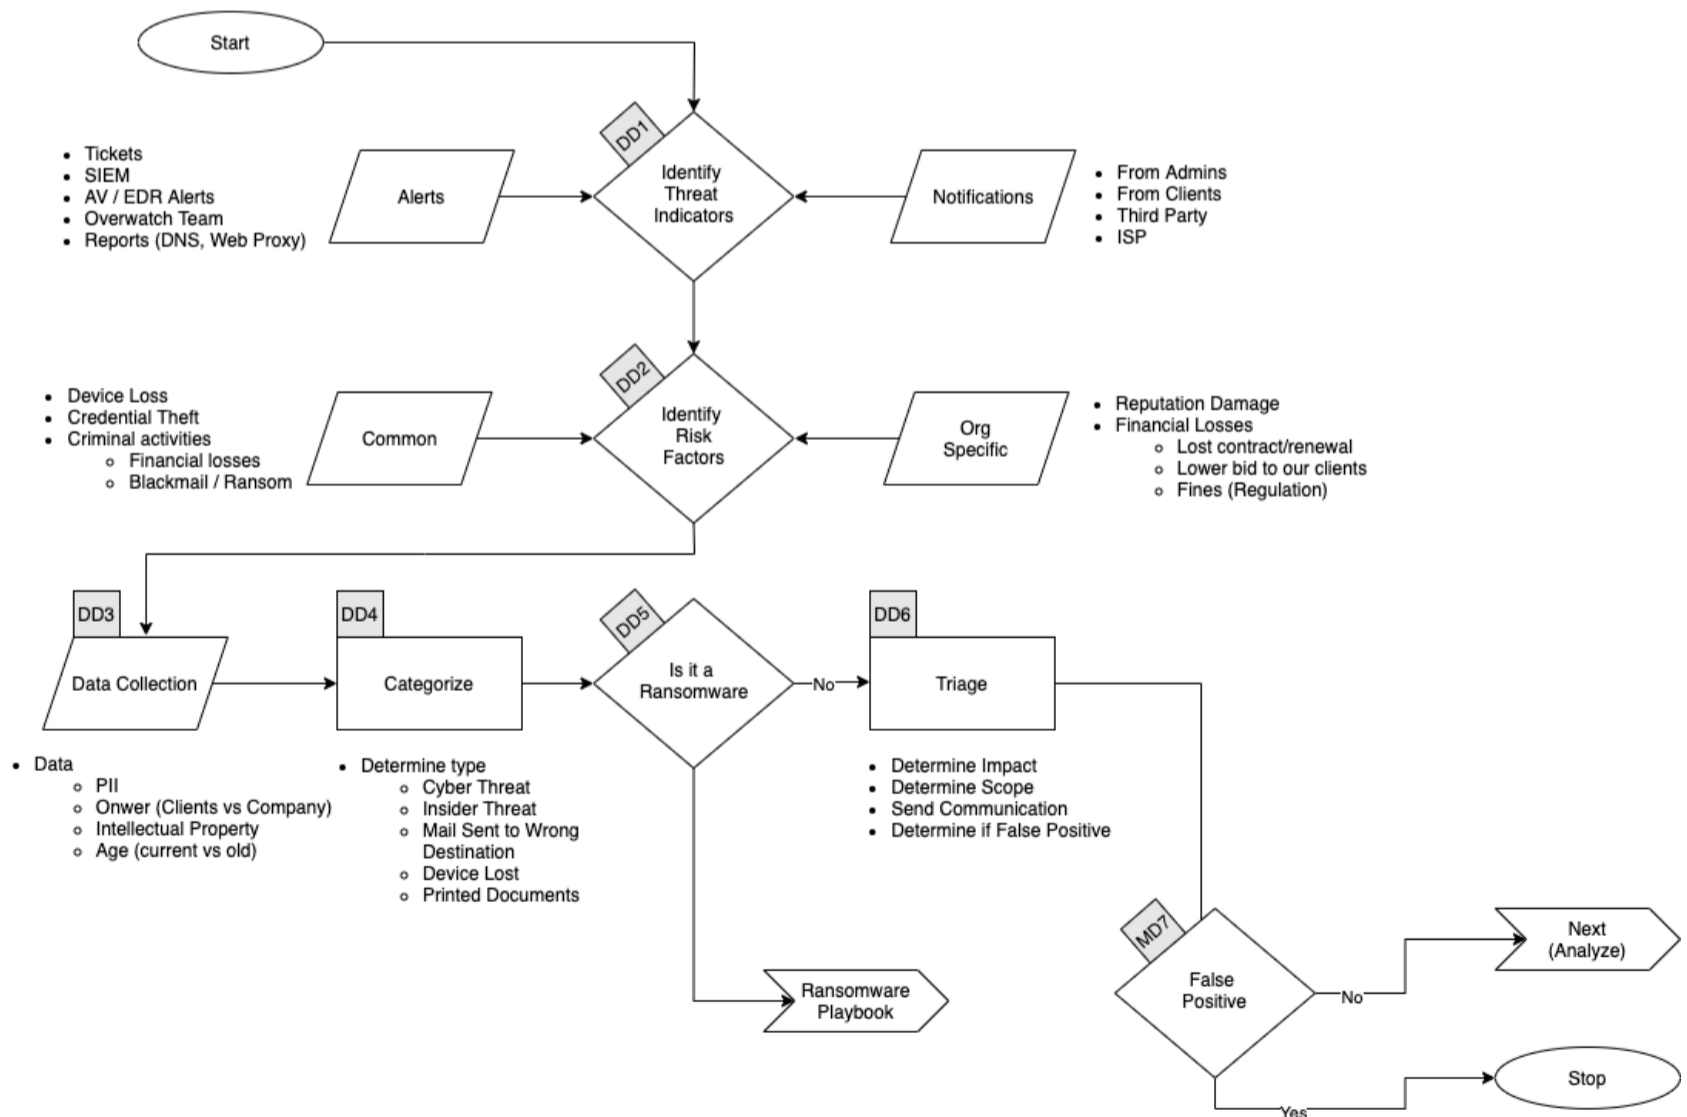 Start
DD1
Identify
Threat
Indicators
Tickets
SIEM
AV / EDR Alerts
Overwatch Team
Reports (DNS, Web Proxy)
Alerts
Notifications
From Admins
From Clients
Third Party
ISP
DD2
Identify
Risk
Factors
Device Loss
Credential Theft
Criminal activities
Financial losses
Blackmail / Ransom
Common
Org
Specific
Reputation Damage
Financial Losses
Lost contract/renewal
Lower bid to our clients
Fines (Regulation)
DD3
Data Collection
Data
PII
Onwer (Clients vs Company)
Intellectual Property
Age (current vs old)
DD4
Categorize
Determine type
Cyber Threat
Insider Threat
Mail Sent to Wrong
Destination
Device Lost
Printed Documents
DD5
Is it a
Ransomware
No
DD6
Triage
Determine Impact
Determine Scope
Send Communication
Determine if False Positive
Ransomware
Playbook
MD7
False
Positive
No
Next
(Analyze)
Yes
Stop